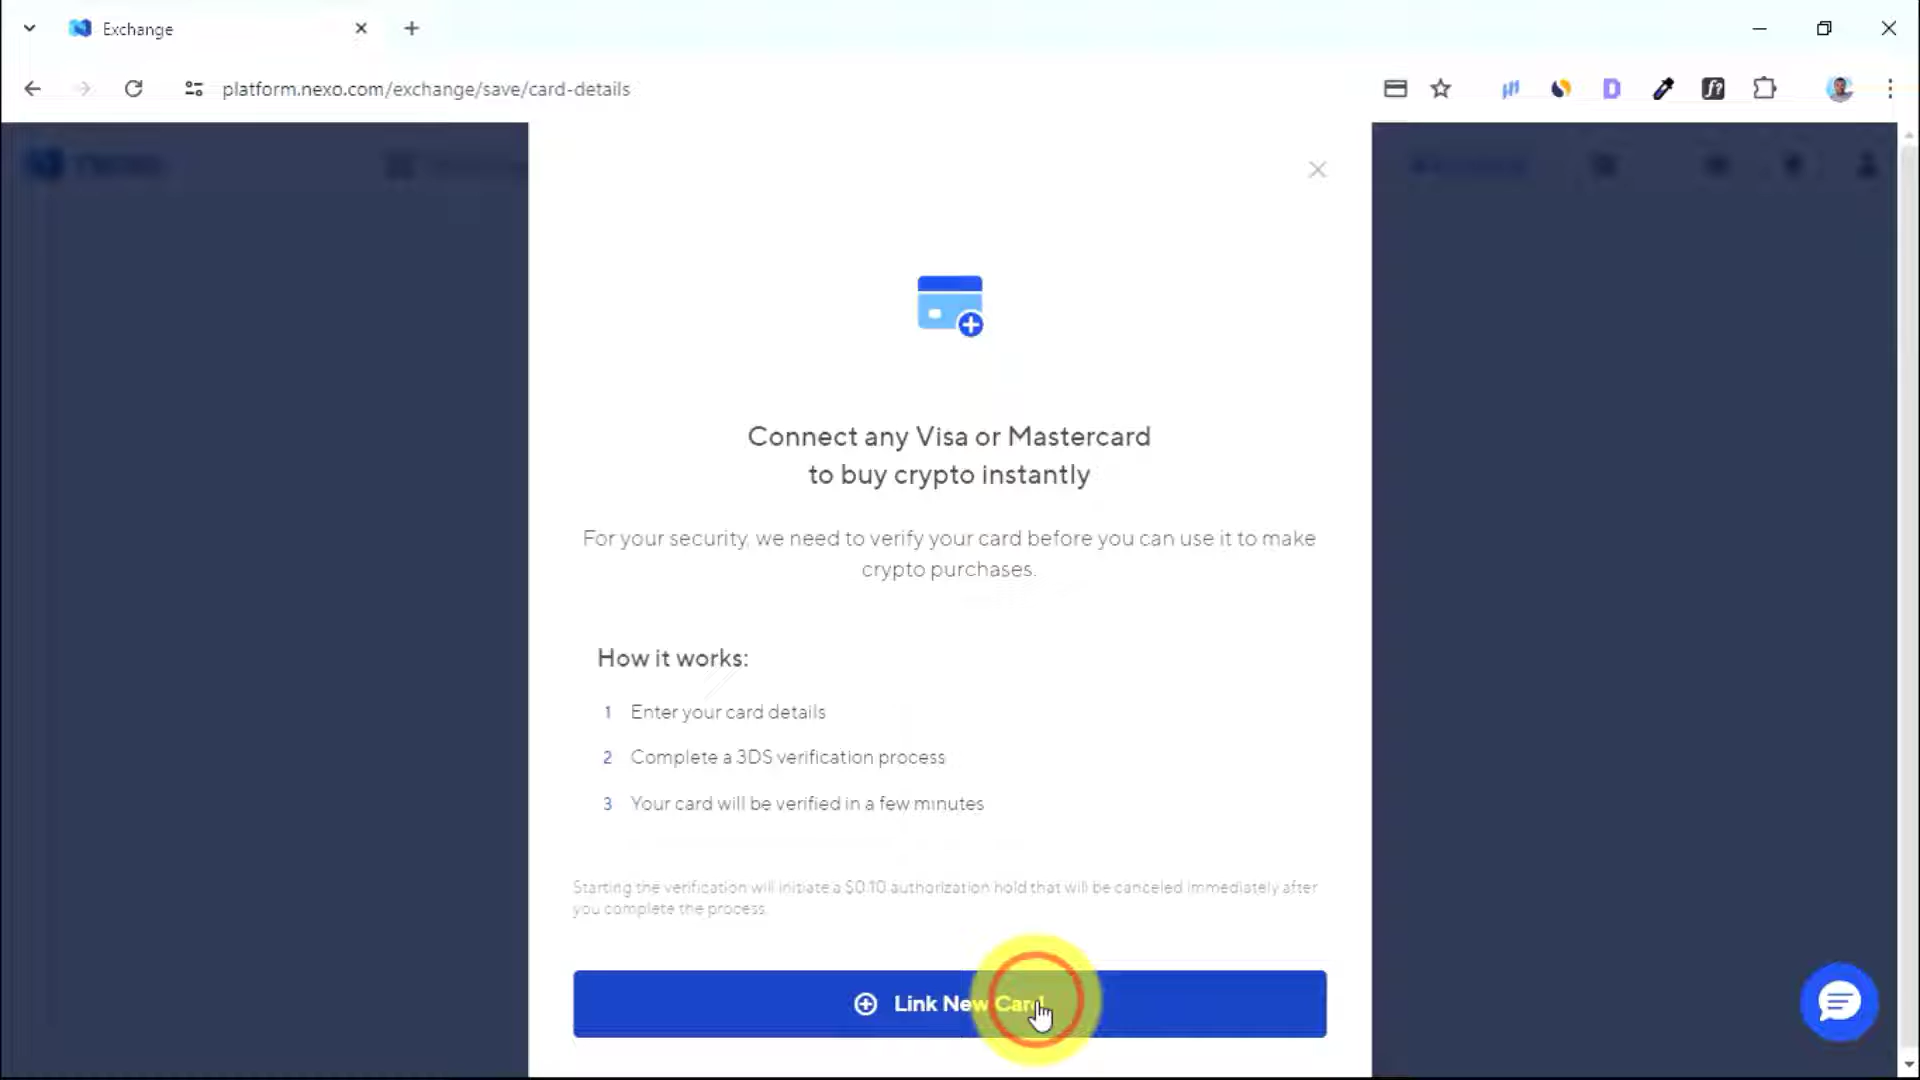 Exchange
platform.nexo.com/exchange/save/card-details
Connect any Visa or Mastercard
to buy crypto instantly
For your security, we need to verify your card before you can use it to make
crypto purchases.
How it works:
1 Enter your card details
2 Complete a 3DS verification process
3 Your card will be verified in a few minutes
Starting the verification will initiate a $0.10 authorization hold that will be canceled immediately after
you complete the process.
Link New Card